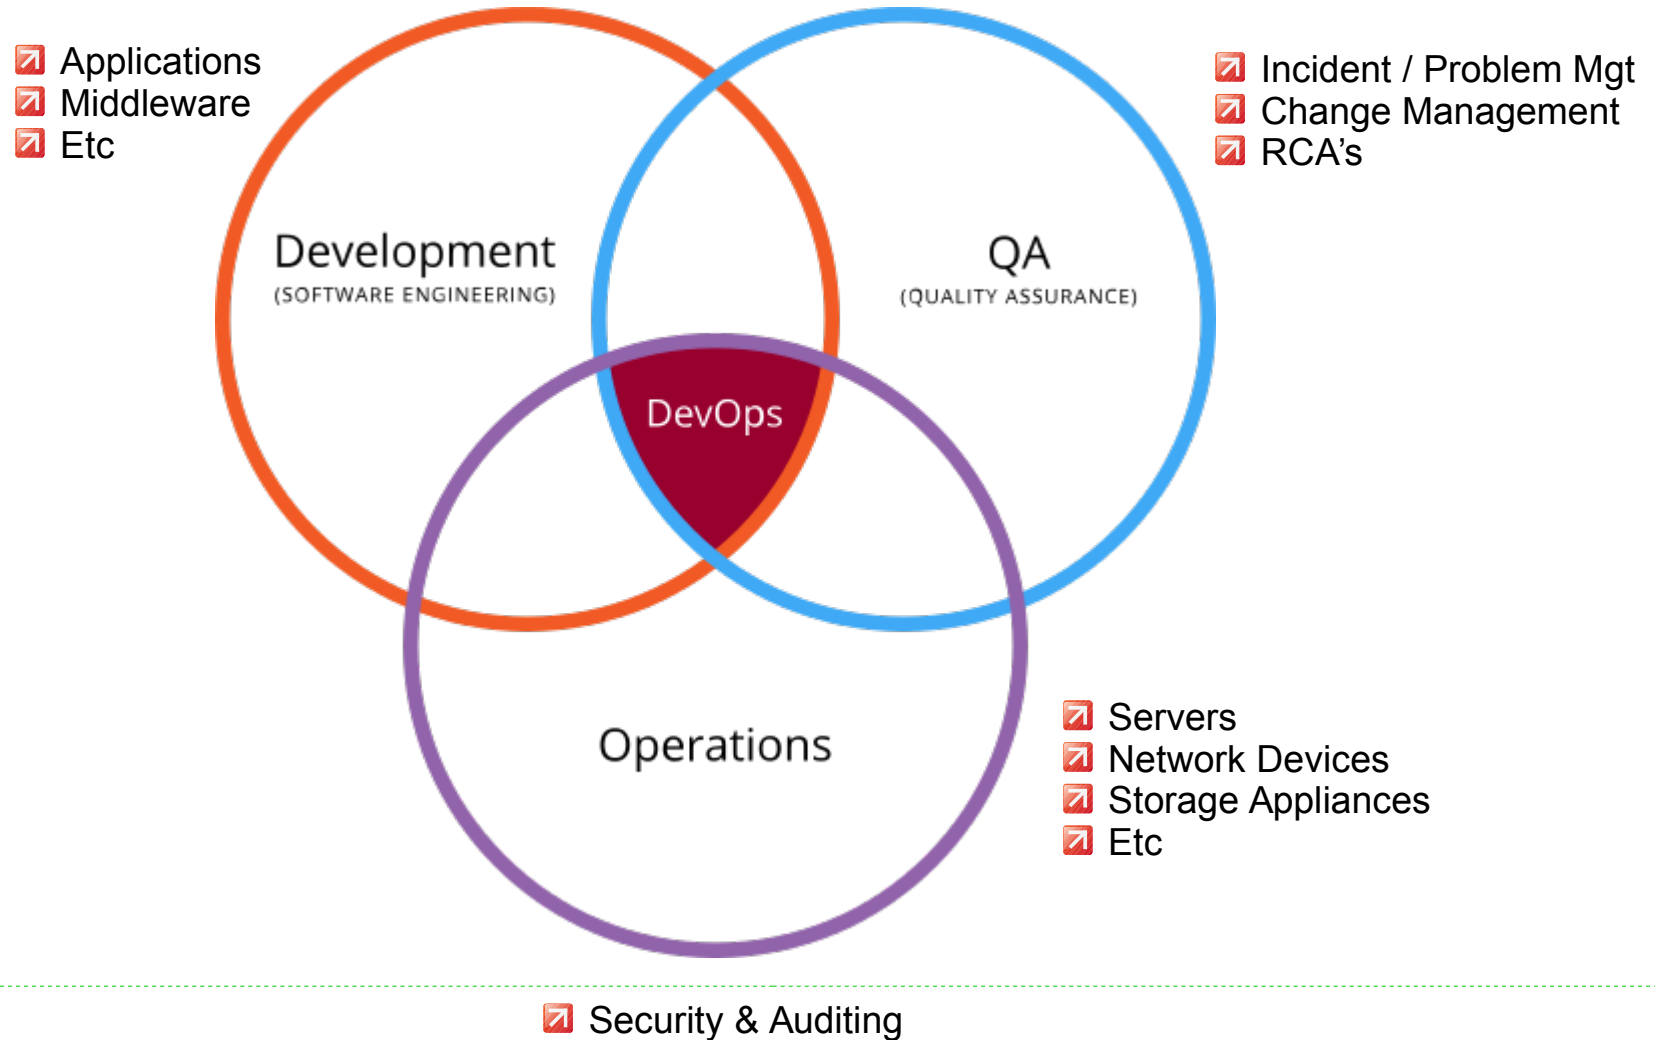 Applications
Middleware
Etc
Incident / Problem Mgt
Change Management
RCA’s
Development
(SOFTWARE ENGINEERING)
QA
(QUALITY ASSURANCE)
DevOps
Operations
Servers
Network Devices
Storage Appliances
Etc
Security & Auditing